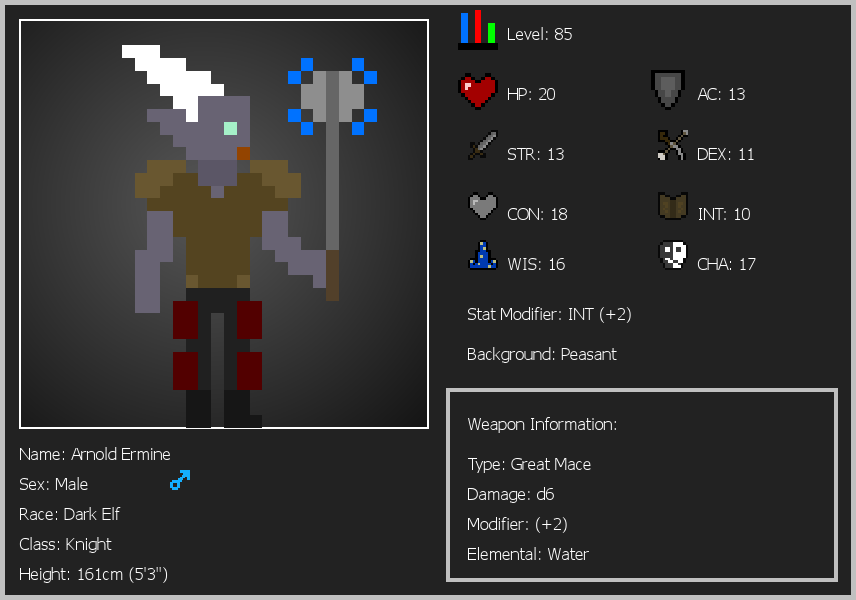 Level: 85
HP: 20
AC: 13
STR: 13
DEX: 11
CON: 18
INT: 10
WIS: 16
CHA: 17
Stat Modifier: INT (+2)
Background: Peasant
Weapon Information:
Type: Great Mace
Damage: d6
Modifier: (+2)
Elemental: Water
Name: Arnold Ermine
Sex: Male
Race: Dark Elf
Class: Knight
Height: 161cm (5'3")